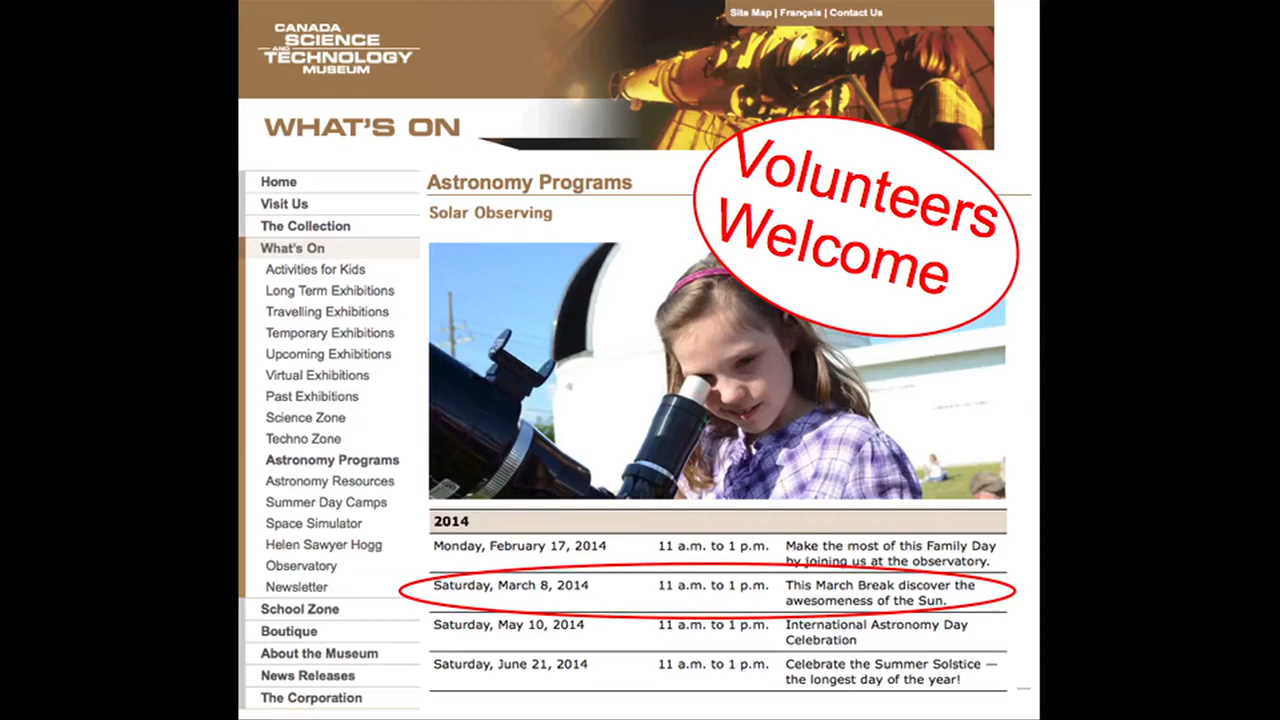 Site Map | Français | Contact Us
CANADA
SCIENCE
AND
TECHNOLOGY
MUSEUM
WHAT'S ON
Volunteers
Welcome
Home
Visit Us
The Collection
What's On
Activities for Kids
Long Term Exhibitions
Travelling Exhibitions
Temporary Exhibitions
Upcoming Exhibitions
Virtual Exhibitions
Past Exhibitions
Science Zone
Techno Zone
Astronomy Programs
Astronomy Resources
Summer Day Camps
Space Simulator
Helen Sawyer Hogg
Observatory
Newsletter
School Zone
Boutique
About the Museum
News Releases
The Corporation
Astronomy Programs
Solar Observing
2014
Monday, February 17, 2014 11 a.m. to 1 p.m. Make the most of this Family Day
by joining us at the observatory.
Saturday, March 8, 2014 11 a.m. to 1 p.m. This March Break discover the
awesomeness of the Sun.
Saturday, May 10, 2014 11 a.m. to 1 p.m. International Astronomy Day
Celebration
Saturday, June 21, 2014 11 a.m. to 1 p.m. Celebrate the Summer Solstice —
the longest day of the year!